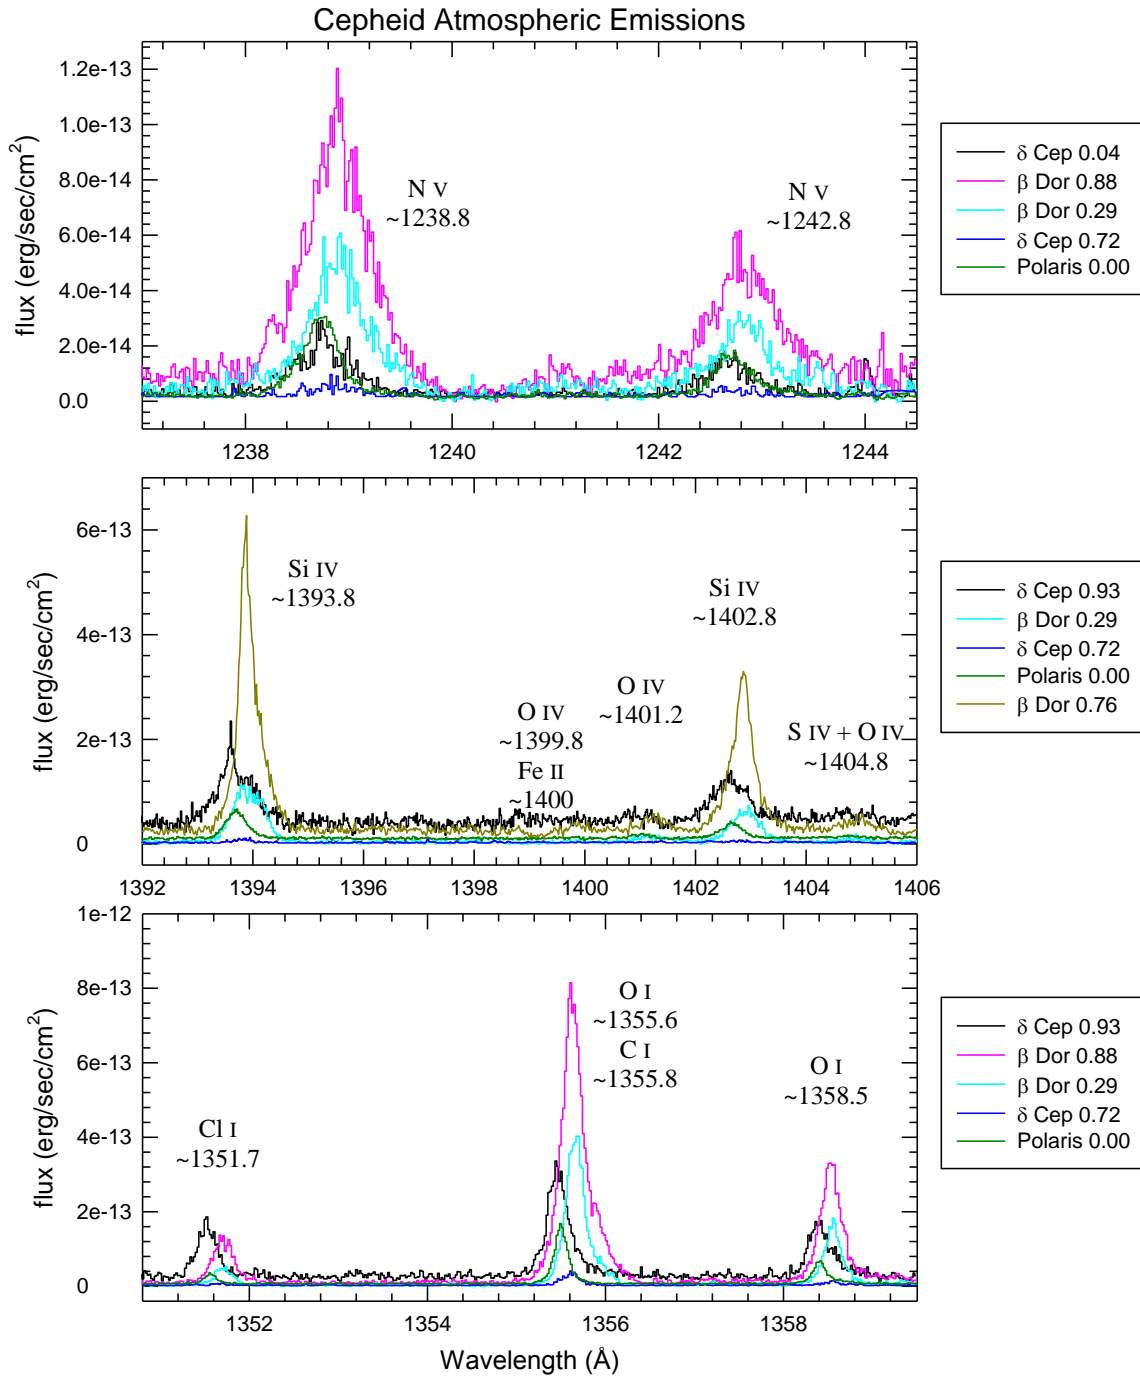 Cepheid Atmospheric Emissions
1.2e-13
1.0e-13
8.0e-14
6.0e-14
4.0e-14
2.0e-14
0.0
flux (erg/sec/cm²)
N V
~1238.8
N V
~1242.8
1238 1240 1242 1244
δ Cep 0.04
β Dor 0.88
β Dor 0.29
δ Cep 0.72
Polaris 0.00
6e-13
4e-13
2e-13
0
flux (erg/sec/cm²)
Si IV
~1393.8
Si IV
~1402.8
O IV
~1401.2
O IV
~1399.8
Fe II
~1400
S IV + O IV
~1404.8
1392 1394 1396 1398 1400 1402 1404 1406
δ Cep 0.93
β Dor 0.29
δ Cep 0.72
Polaris 0.00
β Dor 0.76
1e-12
8e-13
6e-13
4e-13
2e-13
0
flux (erg/sec/cm²)
Cl I
~1351.7
O I
~1355.6
C I
~1355.8
O I
~1358.5
1352 1354 1356 1358
Wavelength (Å)
δ Cep 0.93
β Dor 0.88
β Dor 0.29
δ Cep 0.72
Polaris 0.00